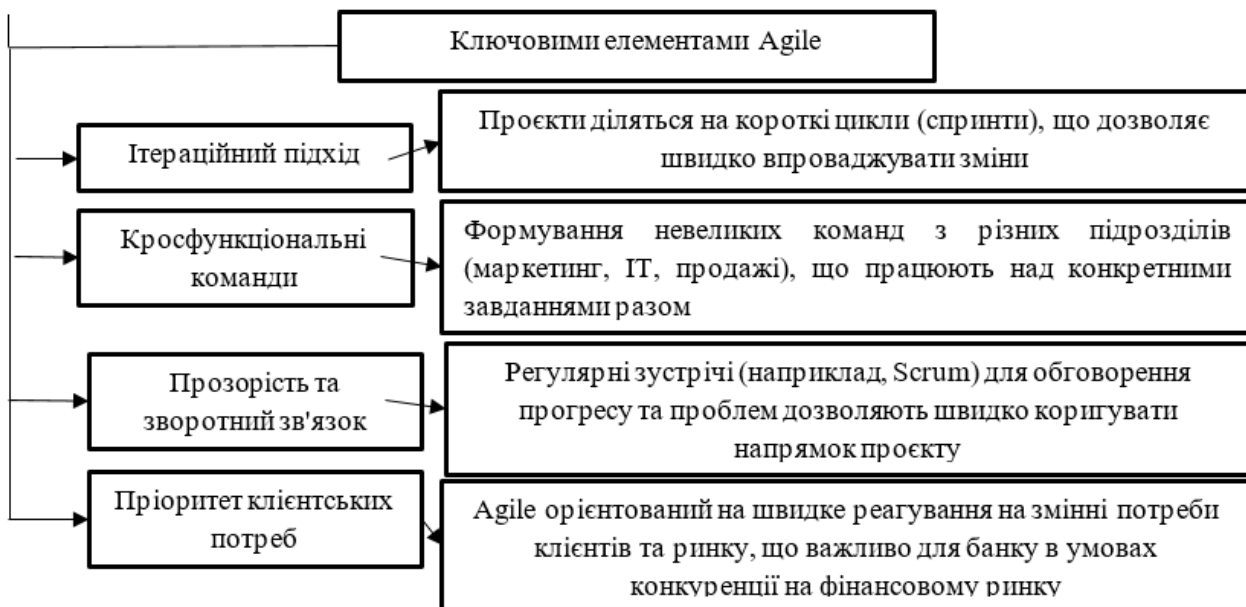 Ключовими елементами Agile
Ітераційний підхід
Проєкти діляться на короткі цикли (спринти), що дозволяє
швидко впроваджувати зміни
Кросфункціональні
команди
Формування невеликих команд з різних підрозділів
(маркетинг, ІТ, продажі), що працюють над конкретними
завданнями разом
Прозорість та
зворотний зв'язок
Регулярні зустрічі (наприклад, Scrum) для обговорення
прогресу та проблем дозволяють швидко коригувати
напрямок проєкту
Пріоритет клієнтських
потреб
Agile орієнтований на швидке реагування на змінні потреби
клієнтів та ринку, що важливо для банку в умовах
конкуренції на фінансовому ринку